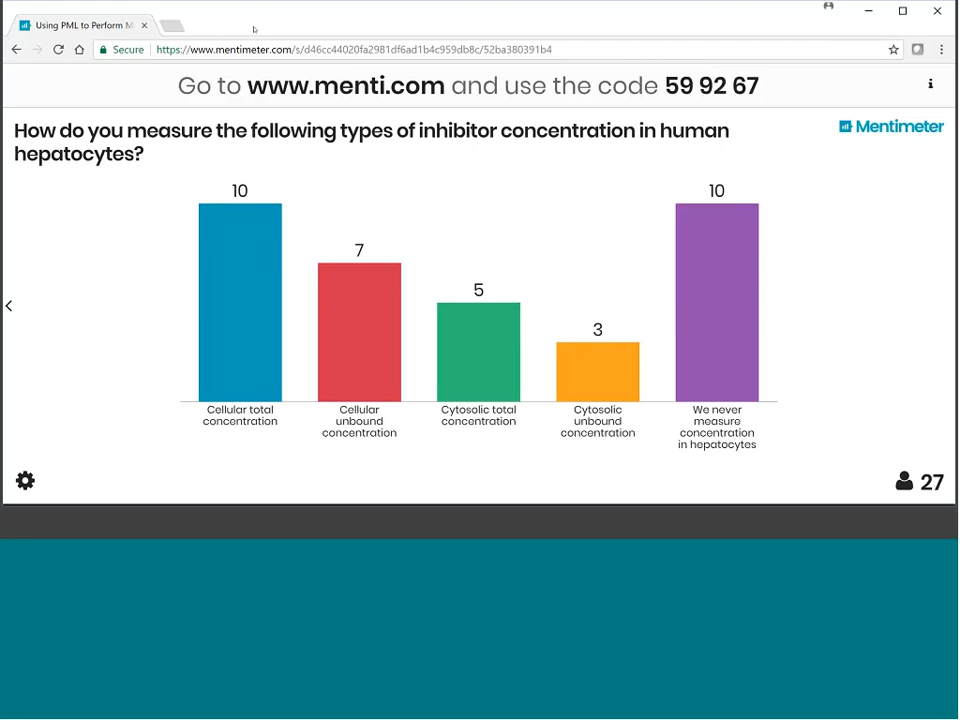 Using PML to Perform M
Secure https://www.mentimeter.com/s/d46cc44020fa2981df6ad1b4c959db8c/52ba380391b4
Go to www.menti.com and use the code 59 92 67
How do you measure the following types of inhibitor concentration in human
hepatocytes?
Mentimeter
10
7
5
3
10
Cellular total
concentration
Cellular
unbound
concentration
Cytosolic total
concentration
Cytosolic
unbound
concentration
We never
measure
concentration
in hepatocytes
27